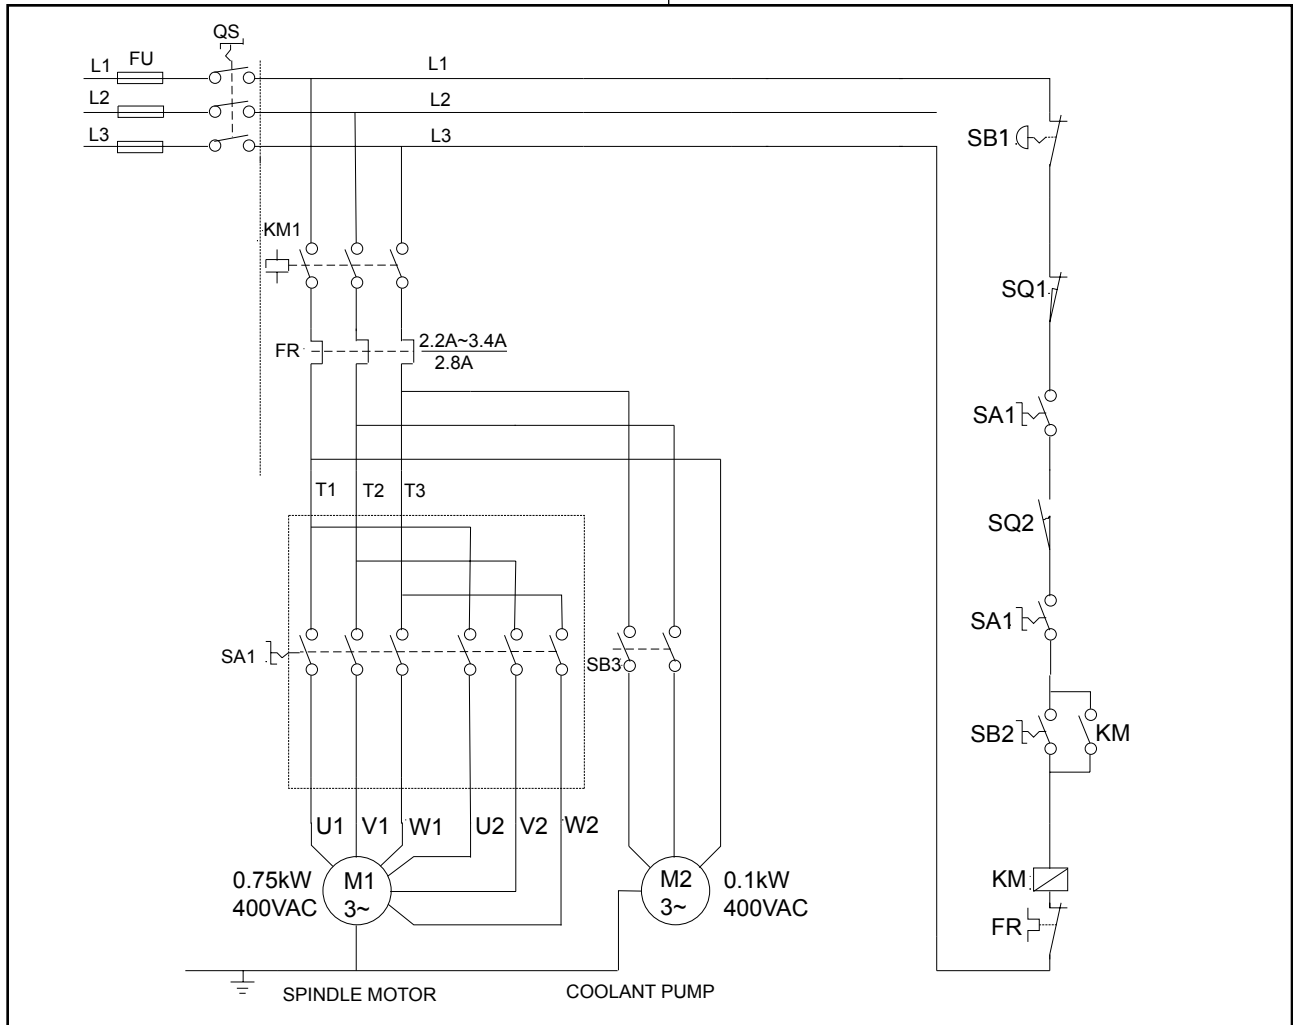 QS
L1 FU L1
L2 L2
L3 L3
SB1
KM1
SQ1
FR 2.2A~3.4A
2.8A
SA1
T1 T2 T3
SQ2
SA1
SA1
SB3
SB2 KM
U1 V1 W1 U2 V2 W2
0.75kW M1 M2 0.1kW
400VAC 3~ 3~ 400VAC
KM
FR
SPINDLE MOTOR COOLANT PUMP